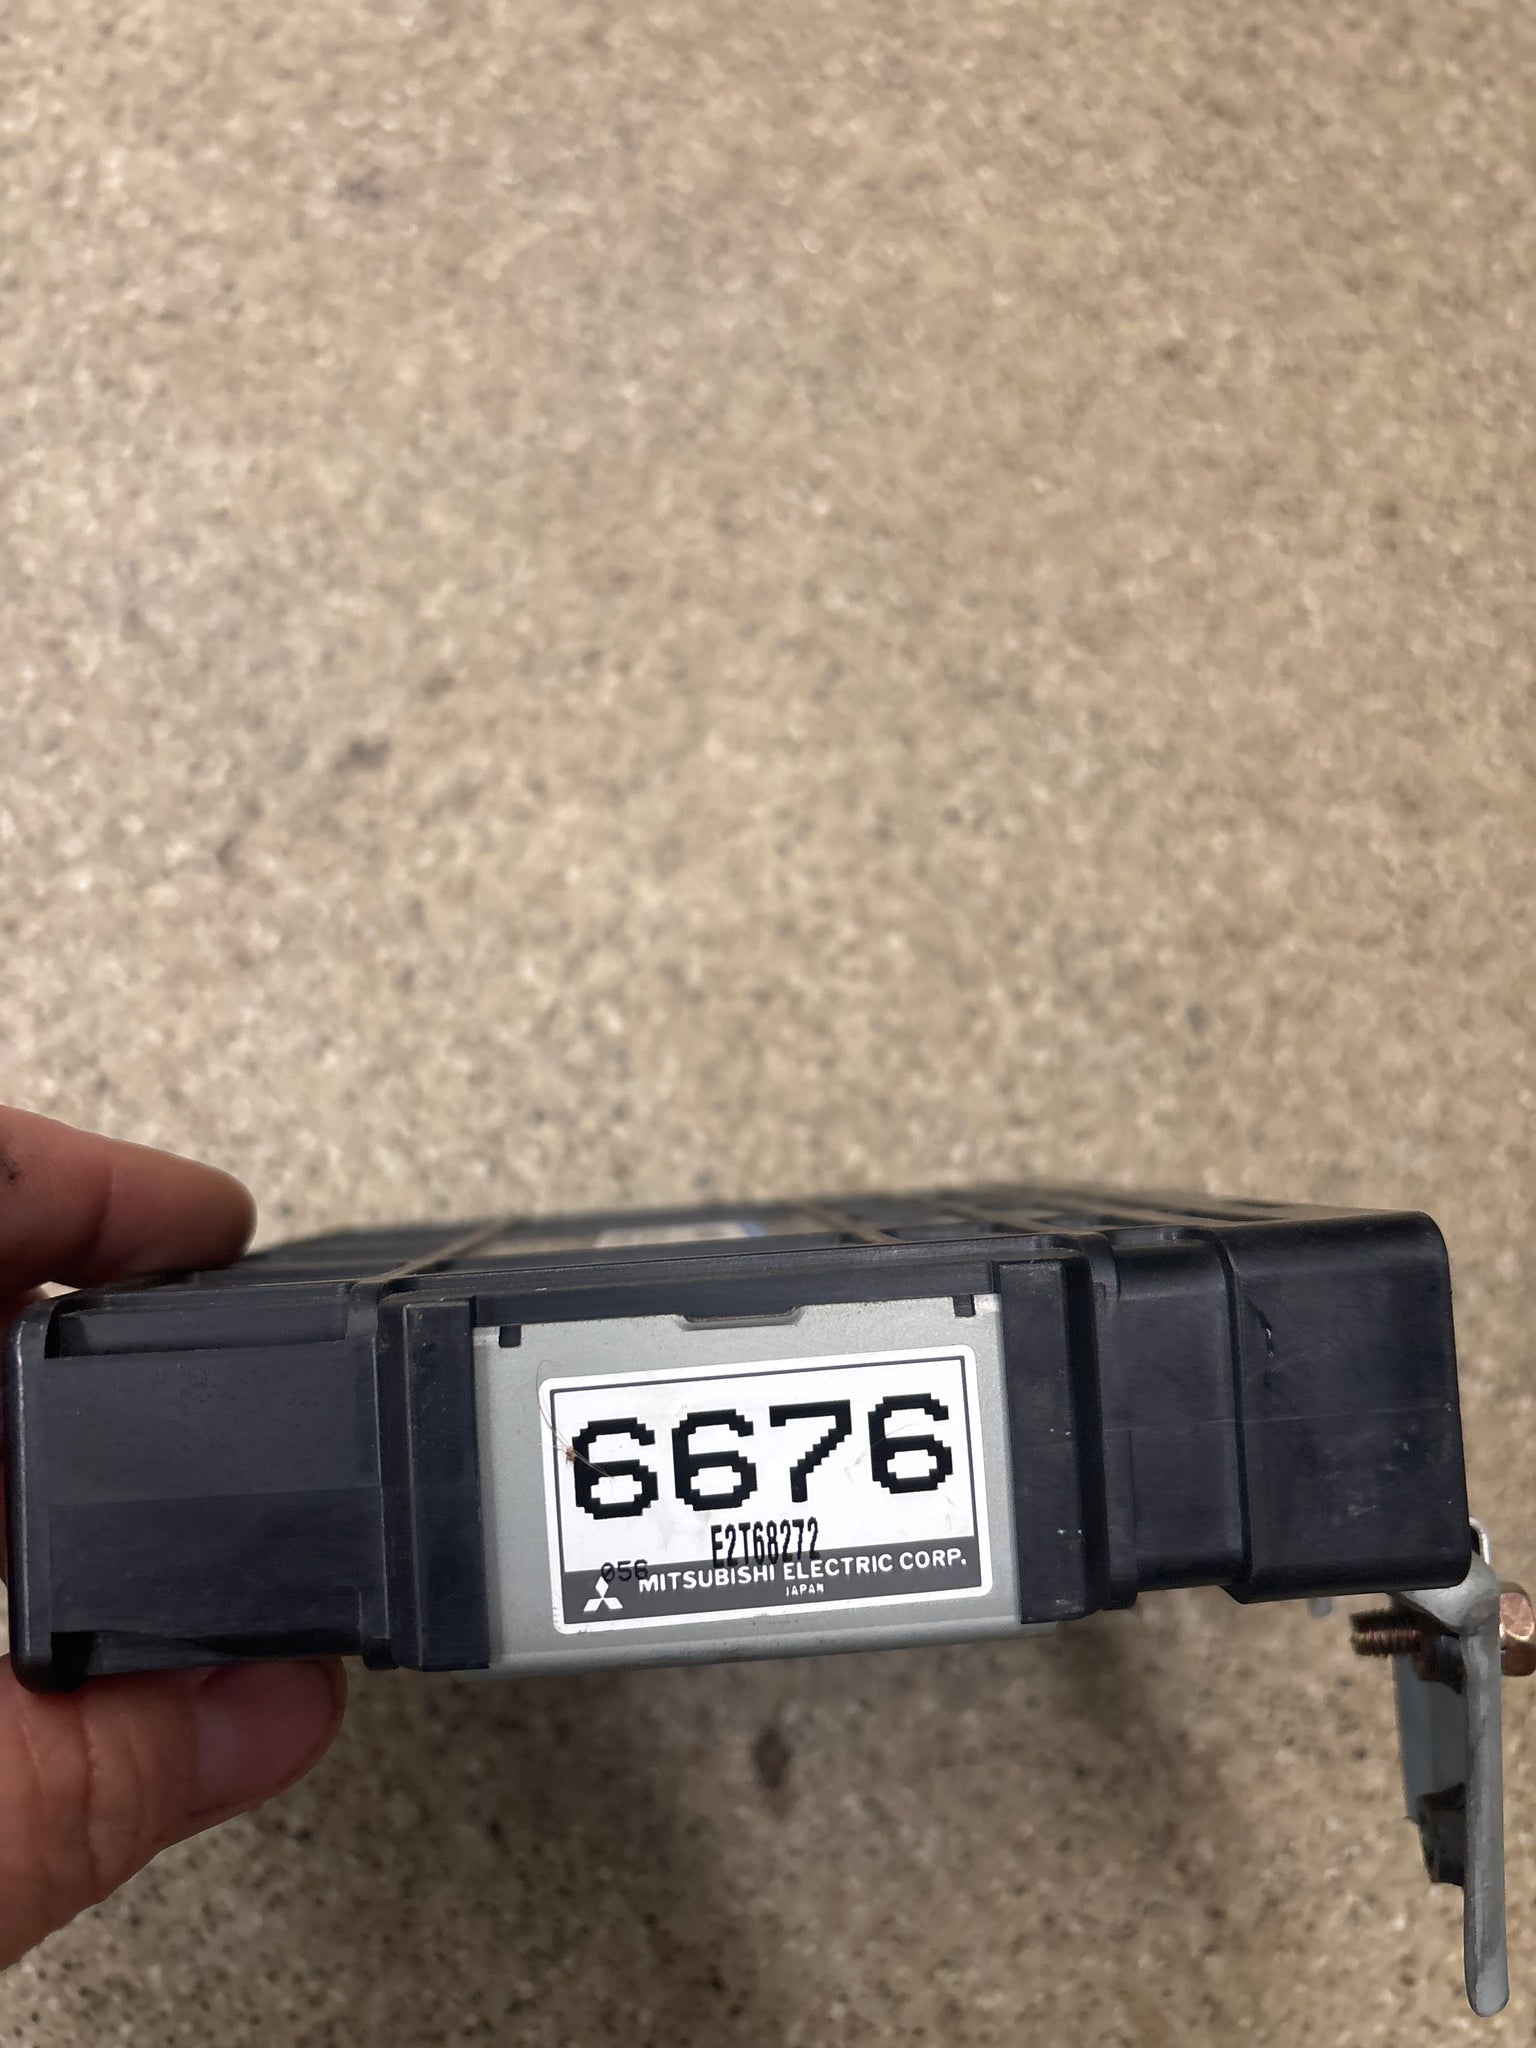 6676
E2T68272
056
MITSUBISHI ELECTRIC CORP.
JAPAN